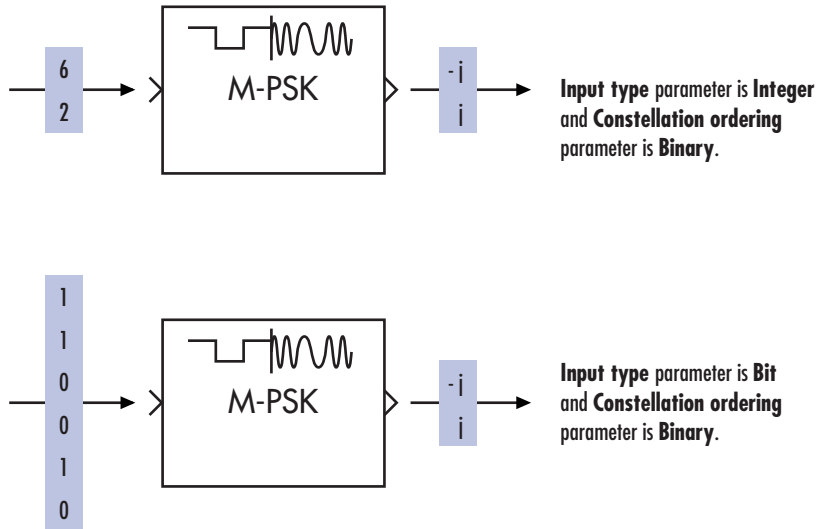 6
2
M-PSK
-j
j
Input type parameter is Integer
and Constellation ordering
parameter is Binary.
1
1
0
0
1
0
M-PSK
-j
j
Input type parameter is Bit
and Constellation ordering
parameter is Binary.